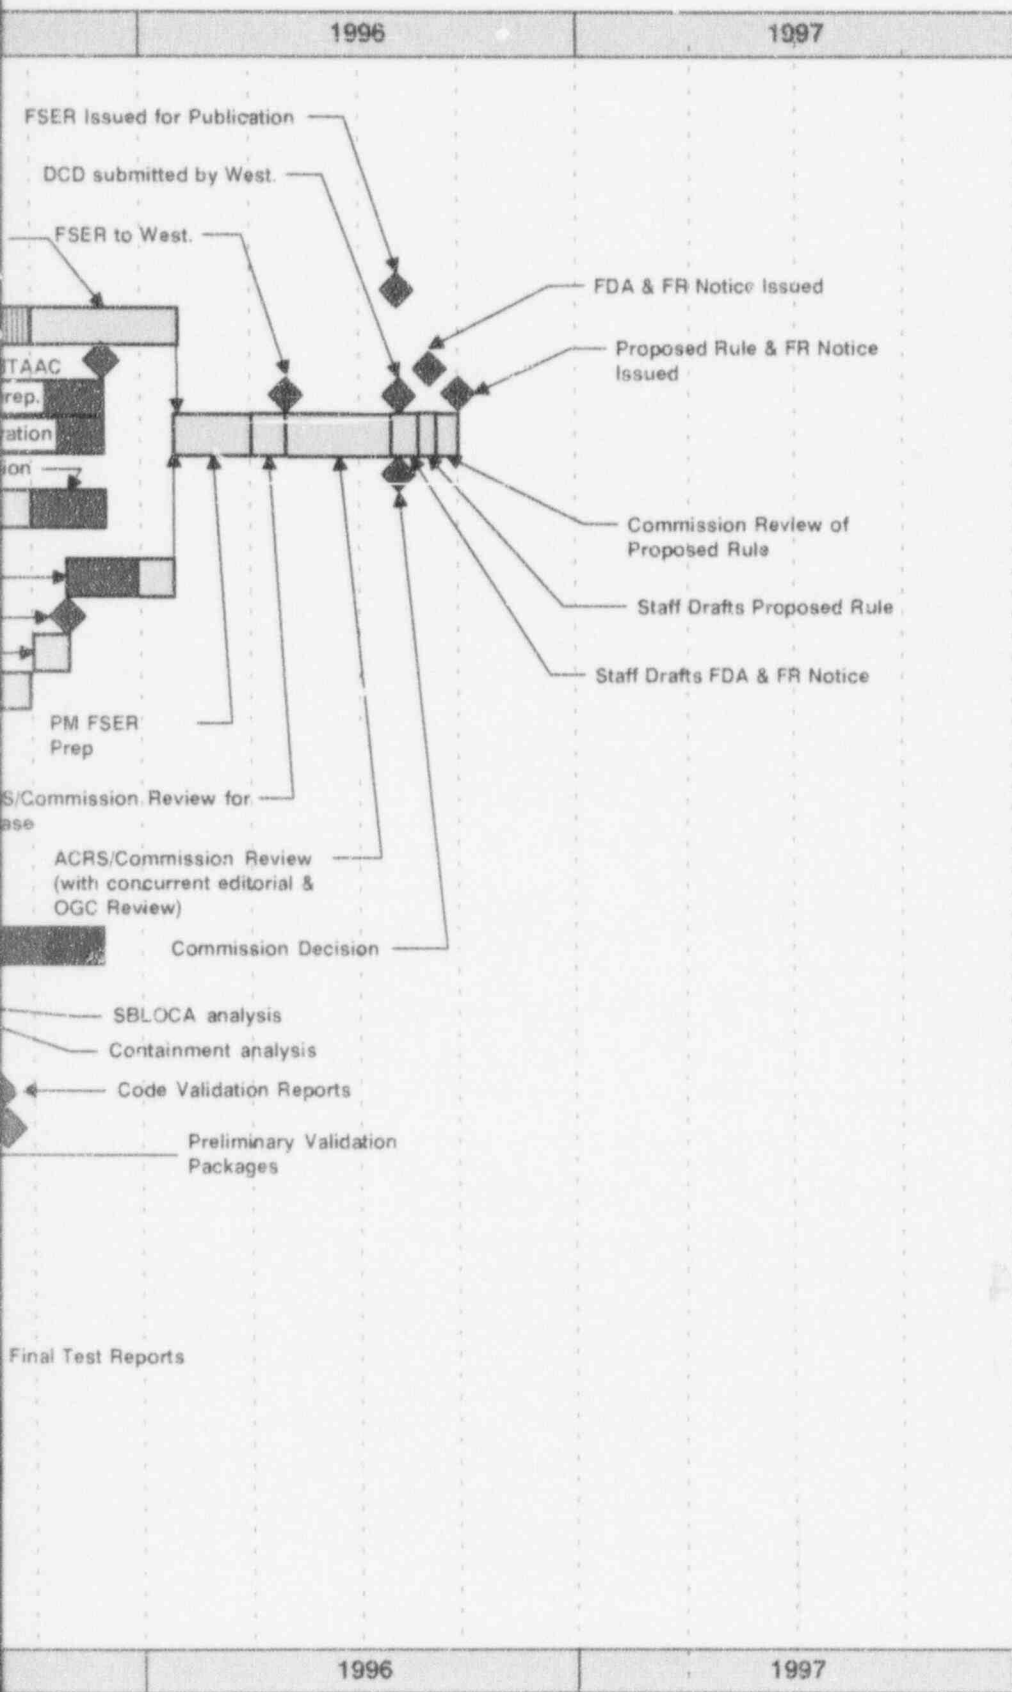 1996 1997
FSER Issued for Publication
DCD submitted by West.
FSER to West.
FDA & FR Notice Issued
Proposed Rule & FR Notice
Issued
ITAAC
rep.
ration
ion
Commission Review of
Proposed Rule
Staff Drafts Proposed Rule
Staff Drafts FDA & FR Notice
PM FSER
Prep
S/Commission Review for
ase
ACRS/Commission Review
(with concurrent editorial &
OGC Review)
Commission Decision
SBLOCA analysis
Containment analysis
Code Validation Reports
Preliminary Validation
Packages
Final Test Reports
1996 1997